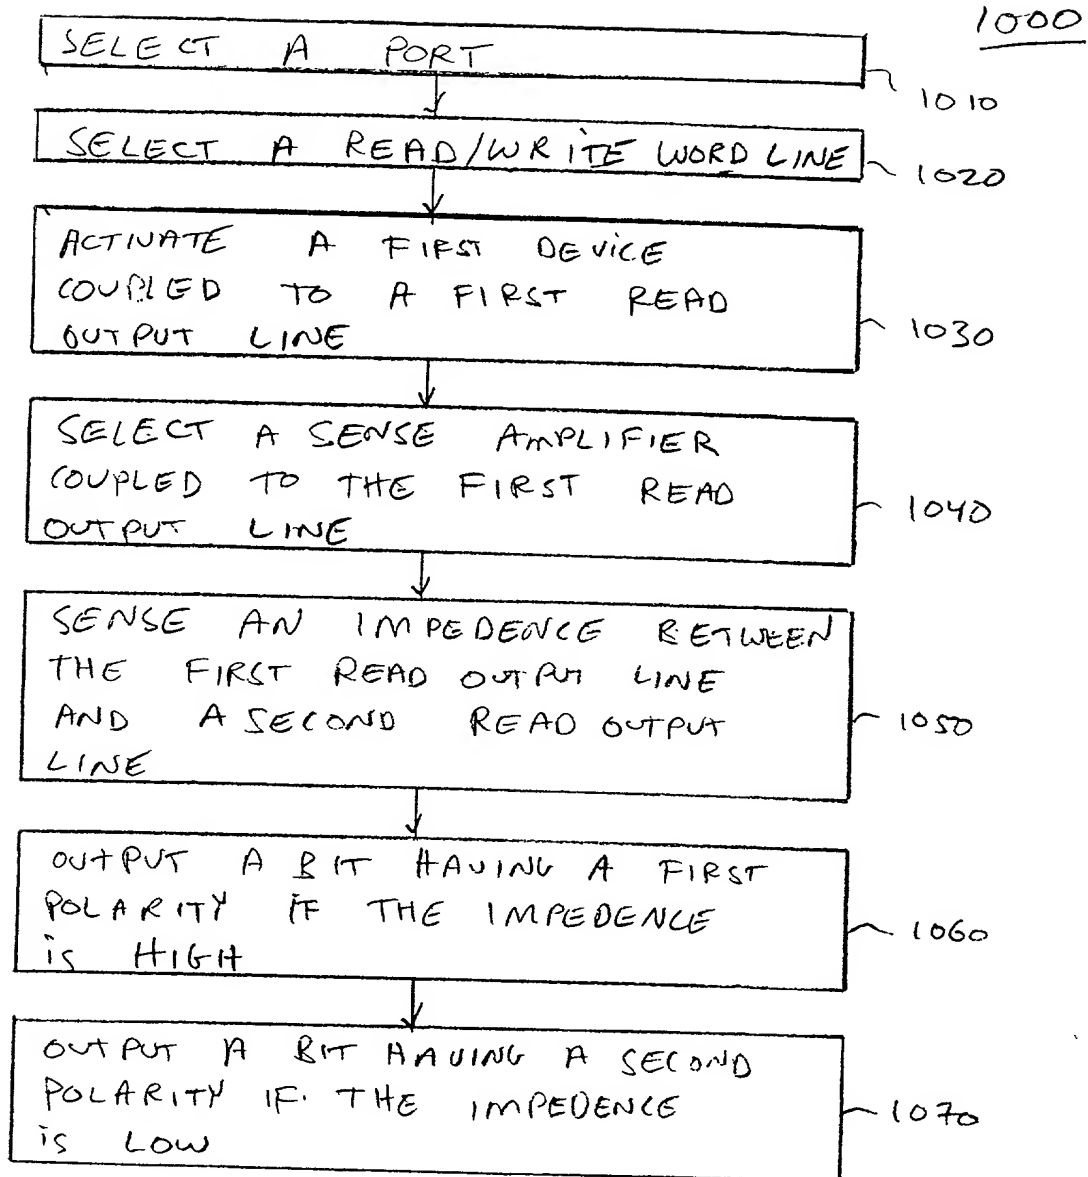 1000
SELECT A PORT
1010
SELECT A READ/WRITE WORD LINE
1020
ACTIVATE A FIRST DEVICE
COUPLED TO A FIRST READ
OUTPUT LINE
1030
SELECT A SENSE AMPLIFIER
COUPLED TO THE FIRST READ
OUTPUT LINE
1040
SENSE AN IMPEDENCE BETWEEN
THE FIRST READ OUTPUT LINE
AND A SECOND READ OUTPUT
LINE
1050
OUTPUT A BIT HAVING A FIRST
POLARITY IF THE IMPEDENCE
is HIGH
1060
OUTPUT A BIT HAVING A SECOND
POLARITY IF THE IMPEDENCE
is LOW
1070